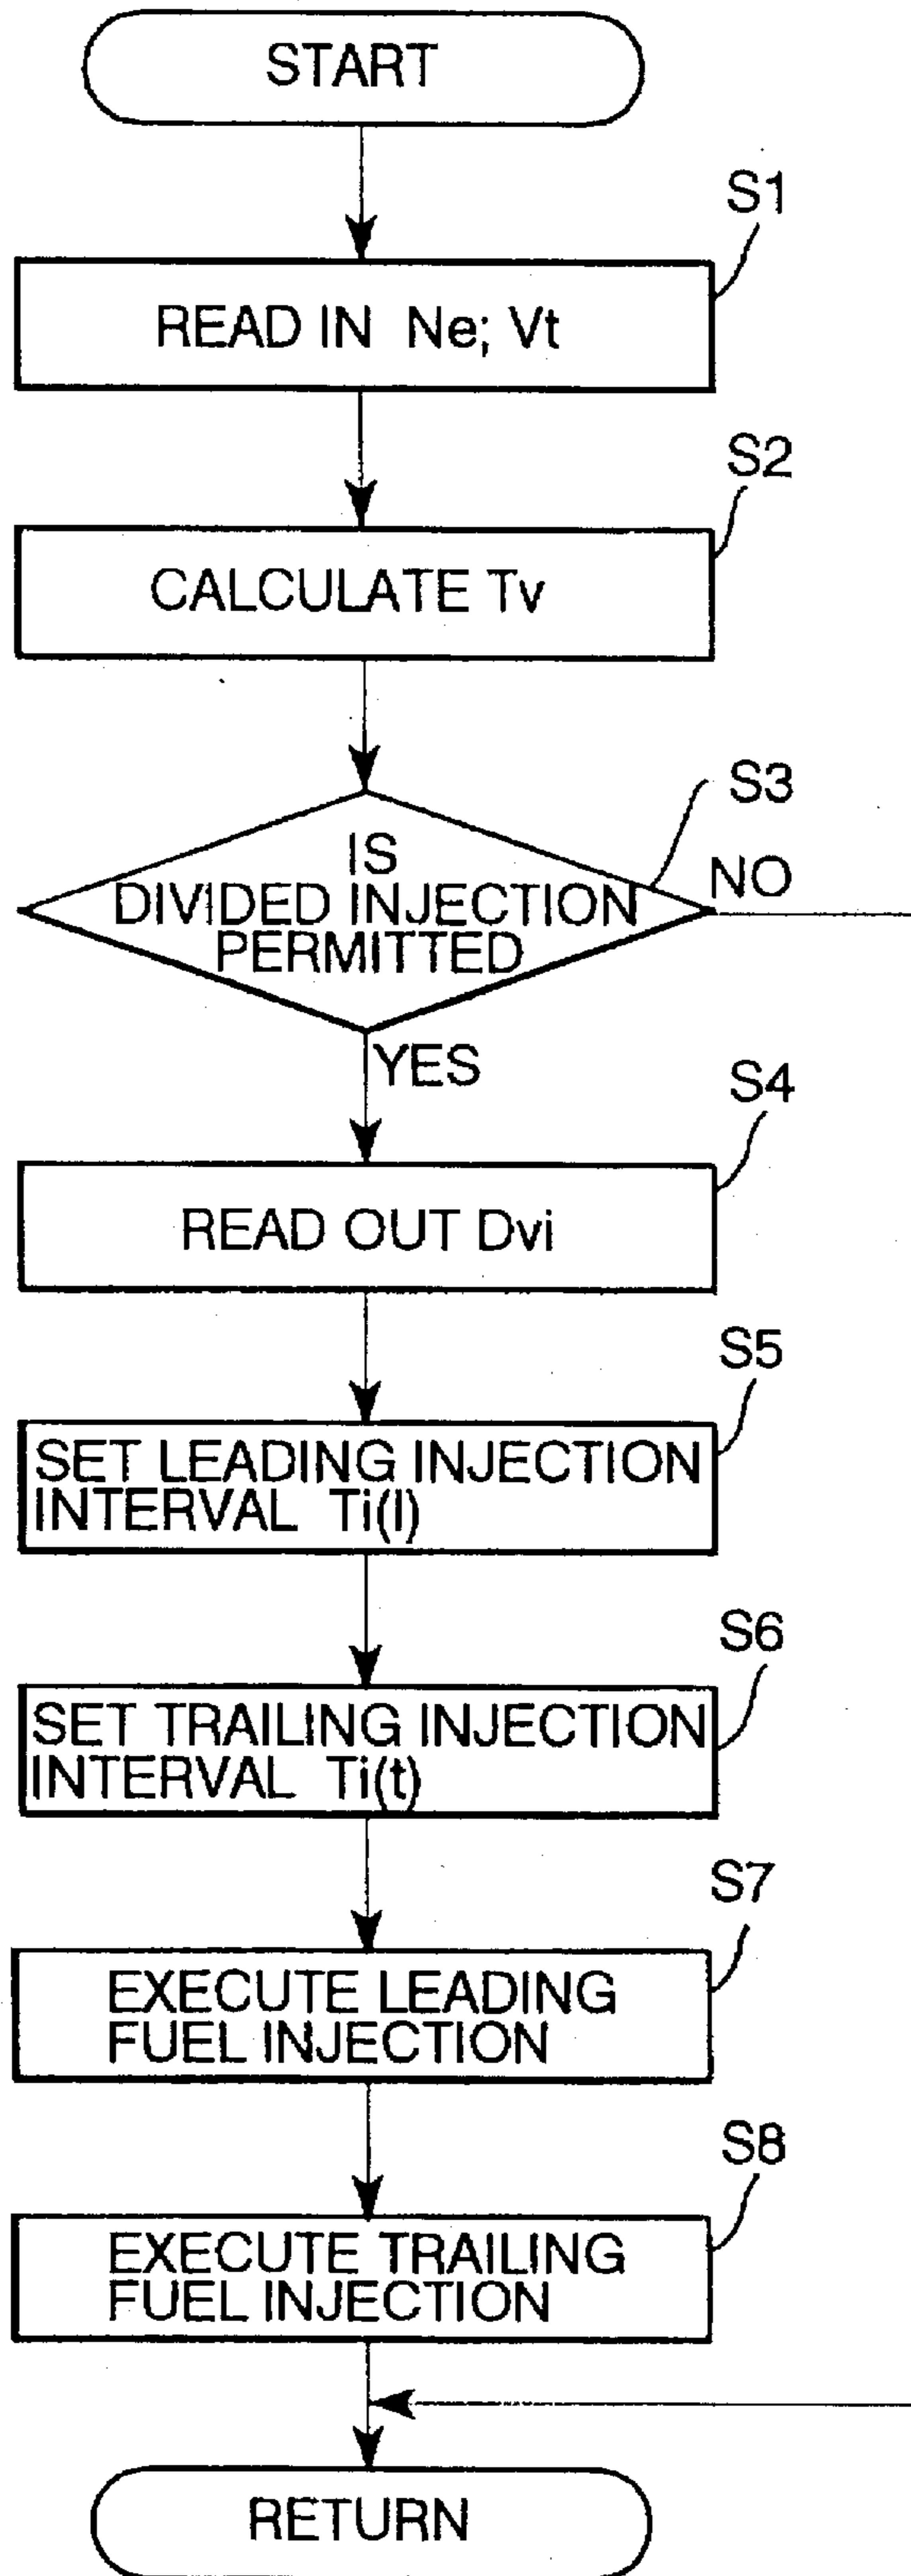 START
S1
READ IN Ne; Vt
S2
CALCULATE Tv
S3
IS
DIVIDED INJECTION
PERMITTED
NO
YES
S4
READ OUT Dvi
S5
SET LEADING INJECTION
INTERVAL Ti(l)
S6
SET TRAILING INJECTION
INTERVAL Ti(t)
S7
EXECUTE LEADING
FUEL INJECTION
S8
EXECUTE TRAILING
FUEL INJECTION
RETURN